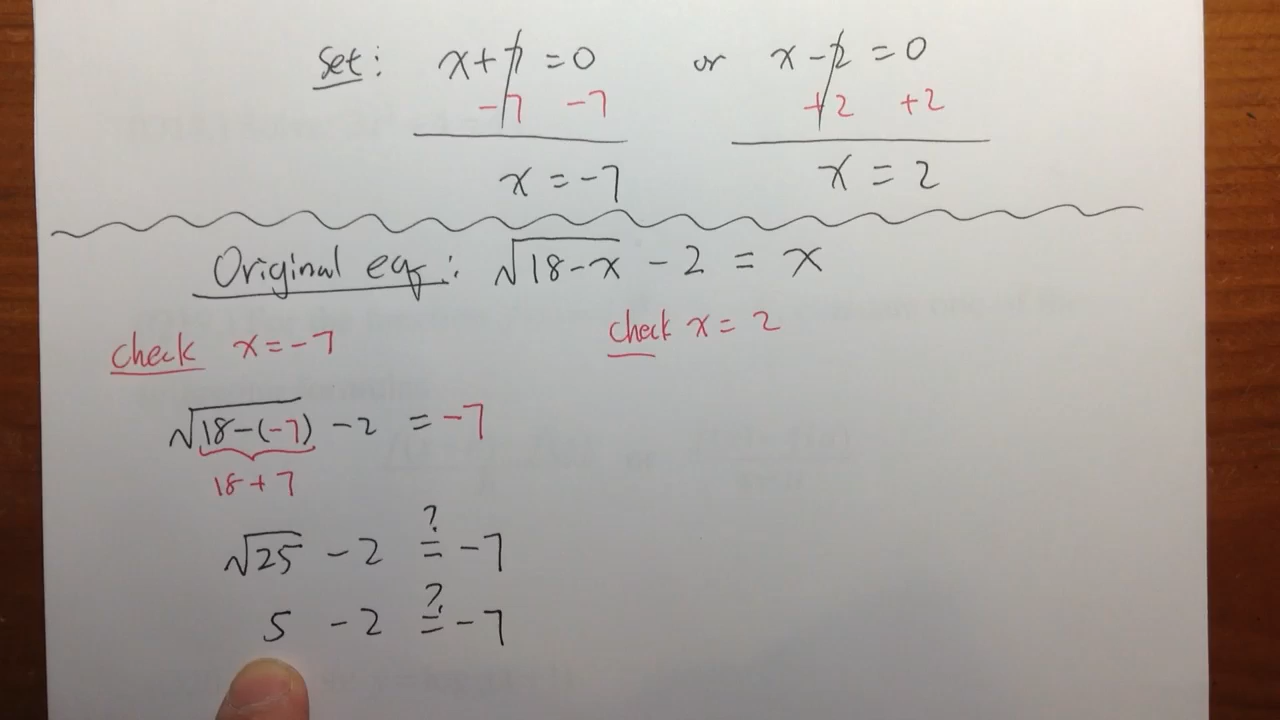 Set: x+7 = 0 or x-2 = 0
-7 -7 +2 +2
x = -7 x = 2
Original eq: √18-x - 2 = x
Check x = -7 Check x = 2
√18-(-7) - 2 = -7
18 + 7
√25 - 2 ≟ -7
5 - 2 ≟ -7